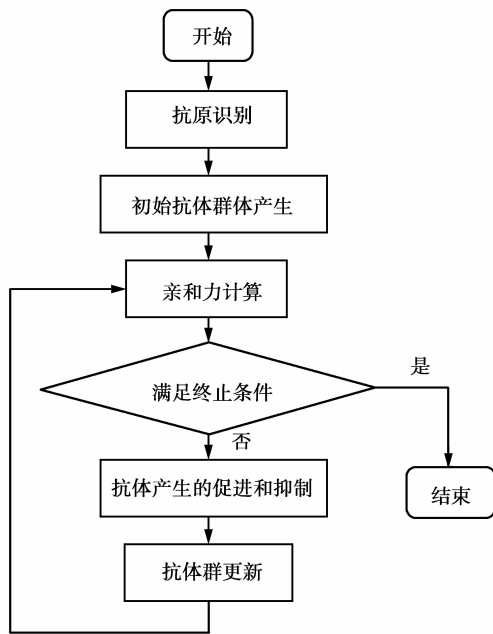 开始
抗原识别
初始抗体群体产生
亲和力计算
满足终止条件
是
否
抗体产生的促进和抑制
结束
抗体群更新